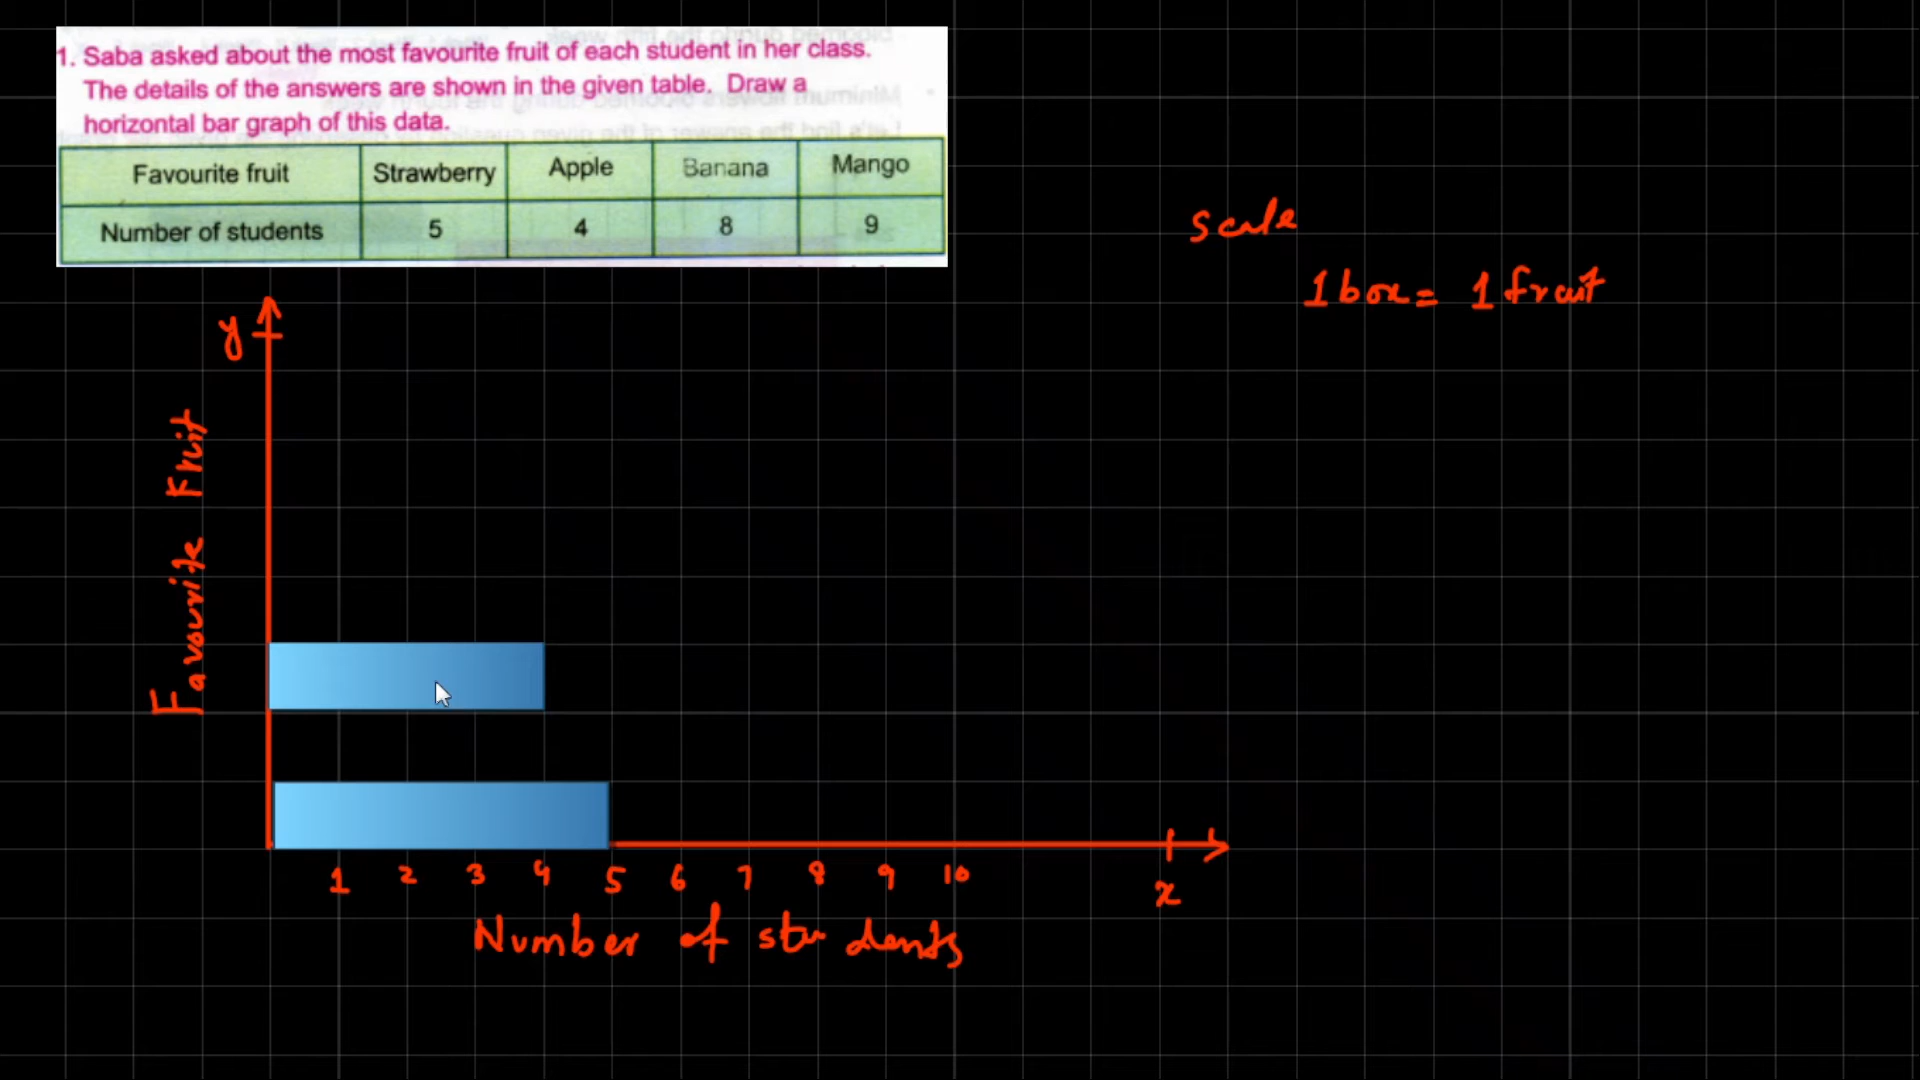 1. Saba asked about the most favourite fruit of each student in her class.
The details of the answers are shown in the given table. Draw a
horizontal bar graph of this data.
Favourite fruit Strawberry Apple Banana Mango
Number of students 5 4 8 9
scale
1 box = 1 fruit
y
Favourite Fruit
1 2 3 4 5 6 7 8 9 10
x
Number of students